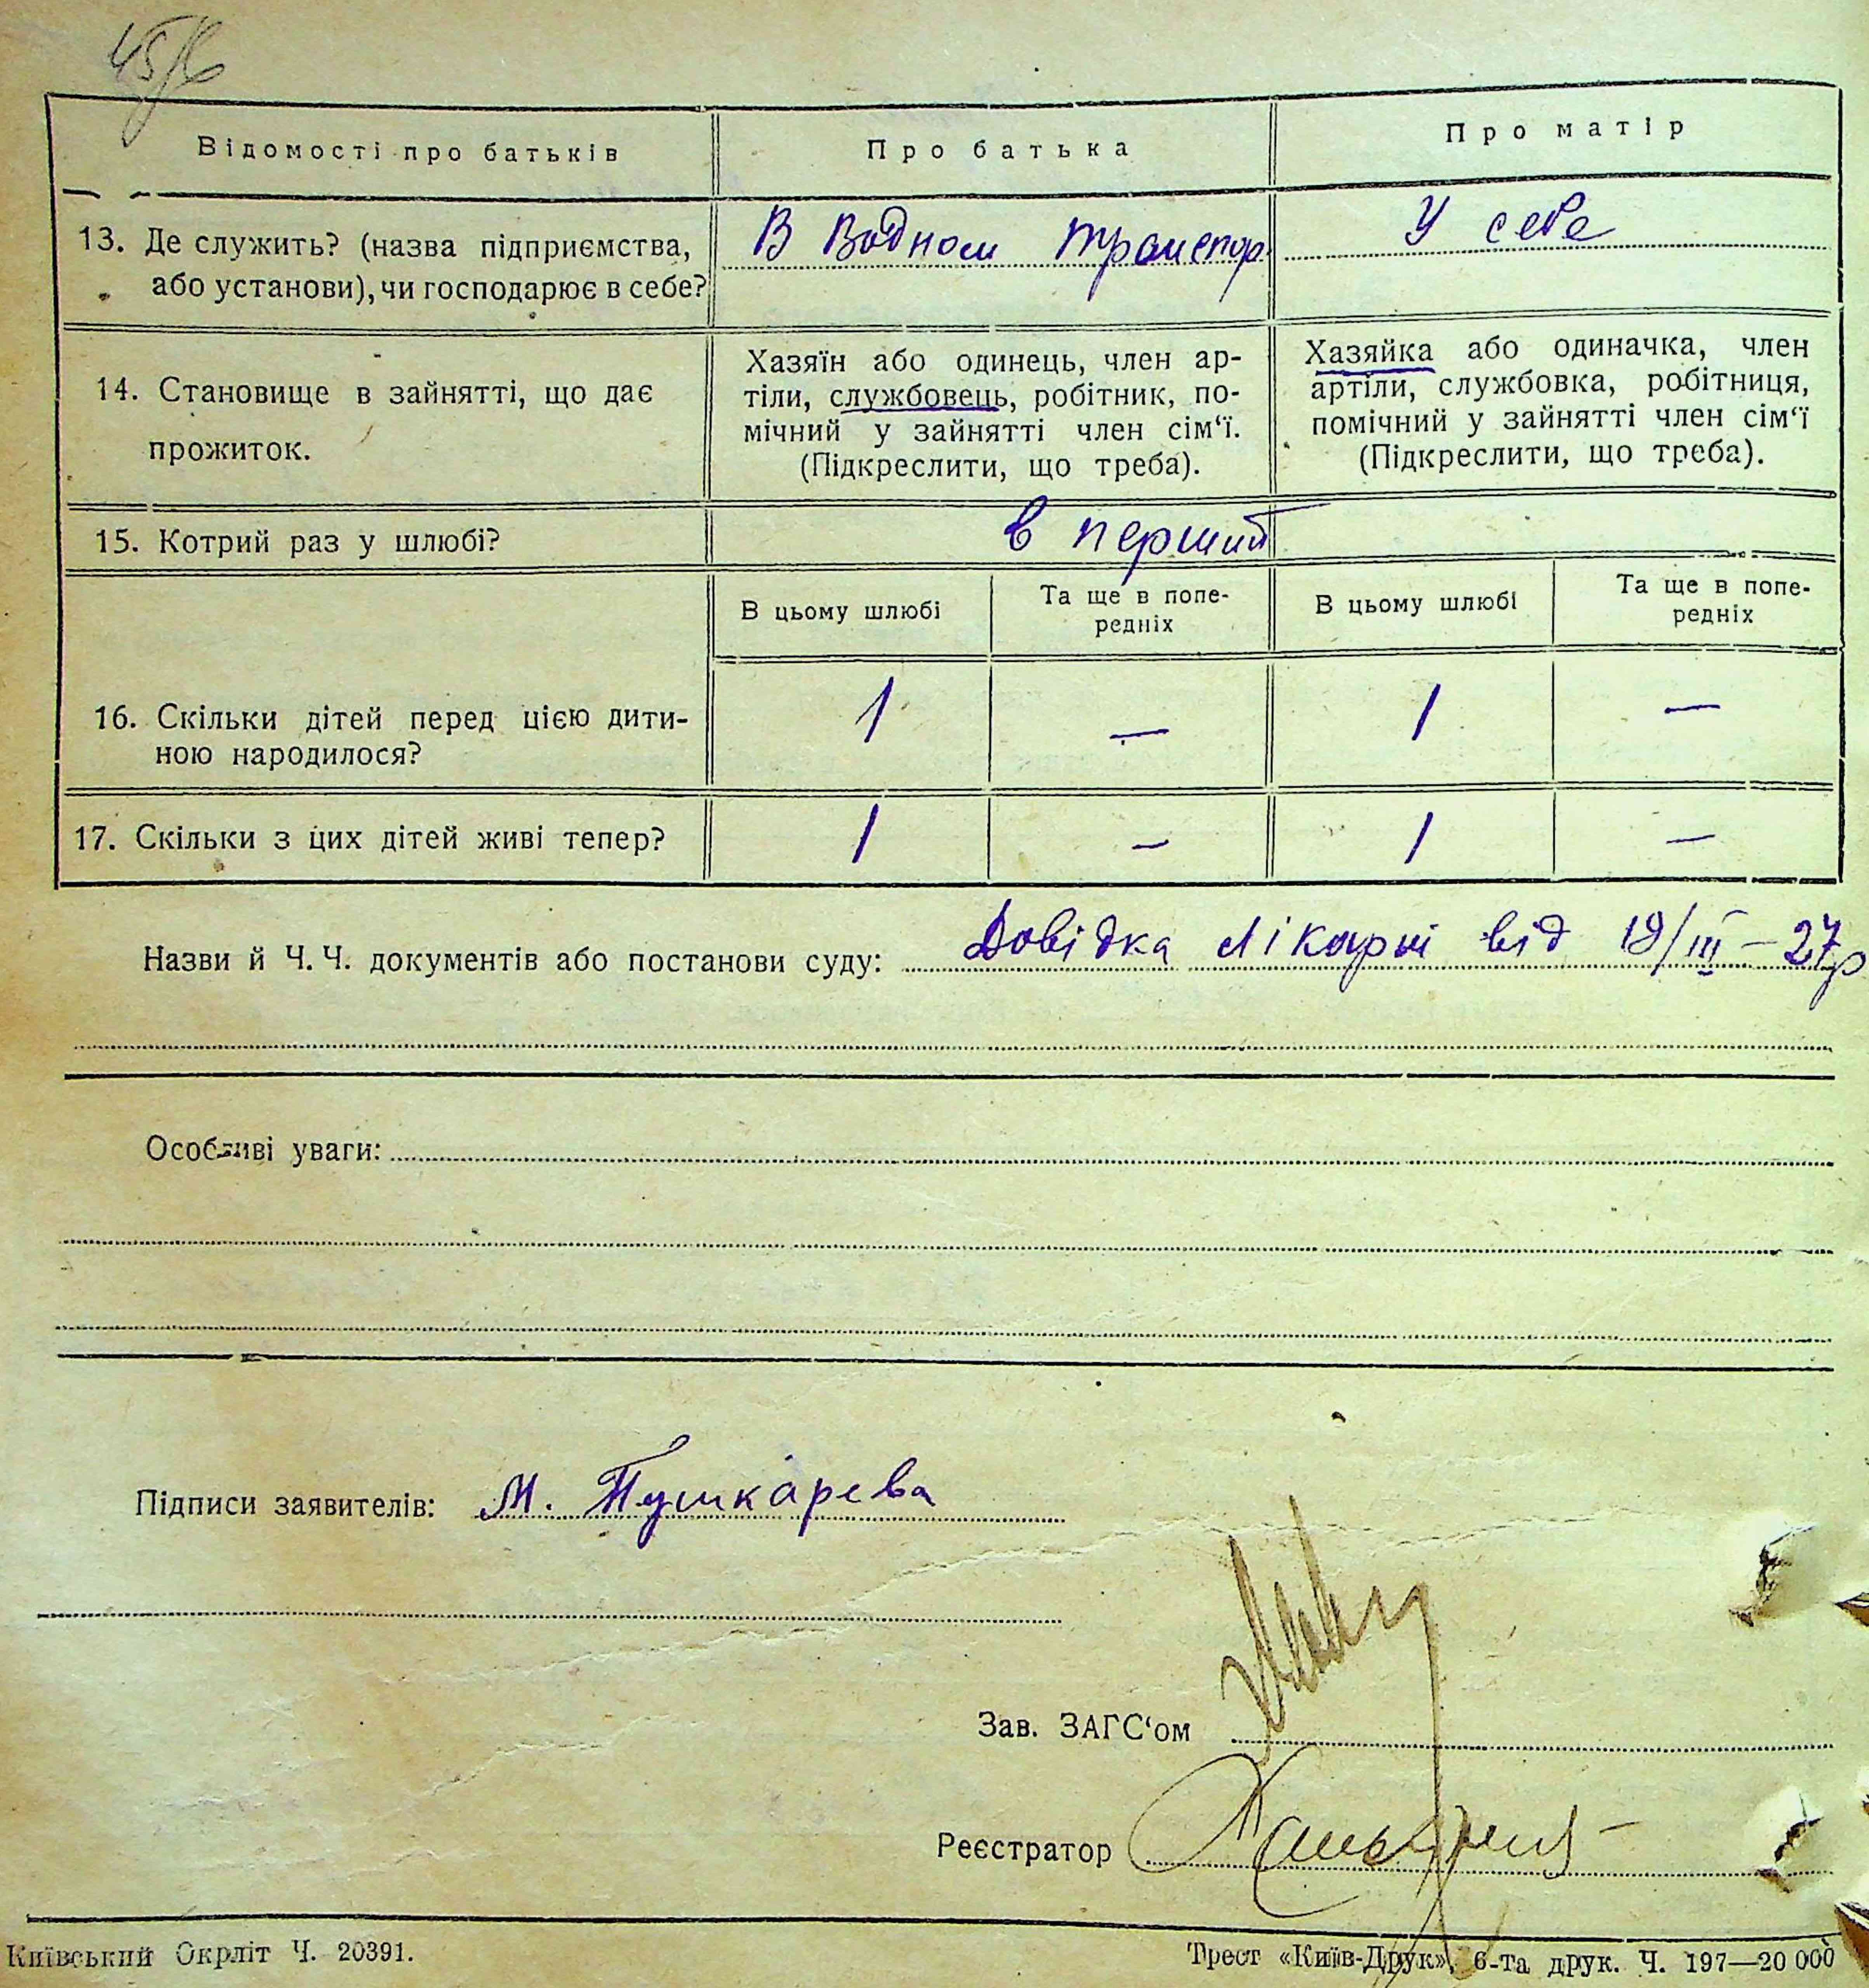 Відомості про батьків Про батька Про матір
13. Де служить? (назва підприємства, або установи), чи господарює в себе? В Водном транспор. У себе
14. Становище в зайнятті, що дає прожиток.
Хазяїн або одинець, член ар-
тіли, службовець, робітник, по-
мічний у зайнятті член сім‘ї.
(Підкреслити, що треба).
Хазяйка або одиначка, член
артіли, службовка, робітниця,
помічний у зайнятті член сім‘ї
(Підкреслити, що треба).
15. Котрий раз у шлюбі? в перший
В цьому шлюбі Та ще в попе-
редніх В цьому шлюбі Та ще в попе-
редніх
16. Скільки дітей перед цією дити-
ною народилося? 1 — 1 —
17. Скільки з цих дітей живі тепер? 1 — 1 —
Назви й Ч. Ч. документів або постанови суду: Довідка лікарні від 19/III – 27р
Особливі уваги:
Підписи заявителів: М. Пушкарева
Зав. ЗАГС‘ом
Реєстратор
Київський Окрліт Ч. 20391. Трест «Київ-Друк», 6-та друк. Ч. 197—20 000